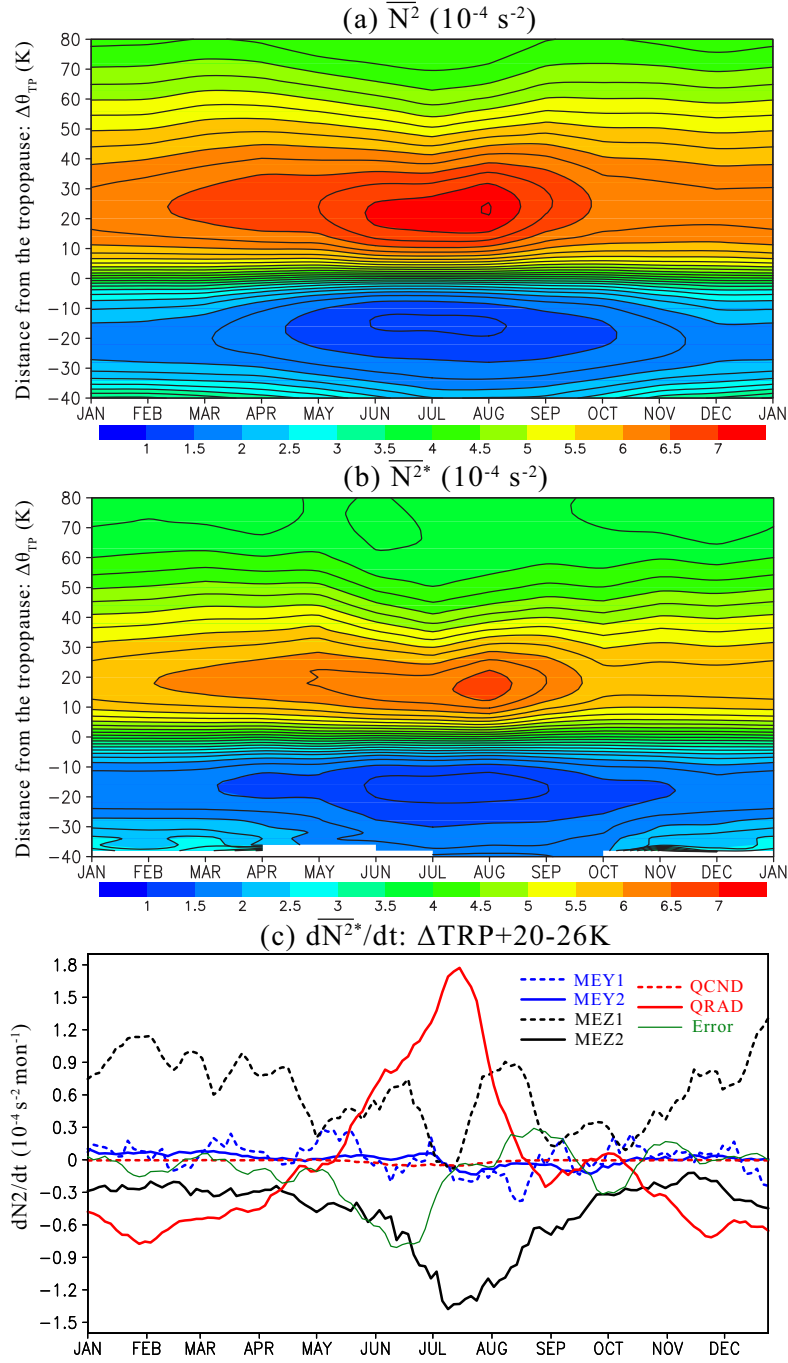 (a) N² (10⁻⁴ s⁻²)
Distance from the tropopause: Δθ_TP (K)
80
70
60
50
40
30
20
10
0
−10
−20
−30
−40
JAN FEB MAR APR MAY JUN JUL AUG SEP OCT NOV DEC JAN
1 1.5 2 2.5 3 3.5 4 4.5 5 5.5 6 6.5 7
(b) N²* (10⁻⁴ s⁻²)
Distance from the tropopause: Δθ_TP (K)
80
70
60
50
40
30
20
10
0
−10
−20
−30
−40
JAN FEB MAR APR MAY JUN JUL AUG SEP OCT NOV DEC JAN
1 1.5 2 2.5 3 3.5 4 4.5 5 5.5 6 6.5 7
(c) dN²*/dt: ΔTRP+20-26K
dN2/dt (10⁻⁴ s⁻² mon⁻¹)
1.8
1.5
1.2
0.9
0.6
0.3
0
−0.3
−0.6
−0.9
−1.2
−1.5
MEY1 QCND
MEY2 QRAD
MEZ1 Error
MEZ2
JAN FEB MAR APR MAY JUN JUL AUG SEP OCT NOV DEC